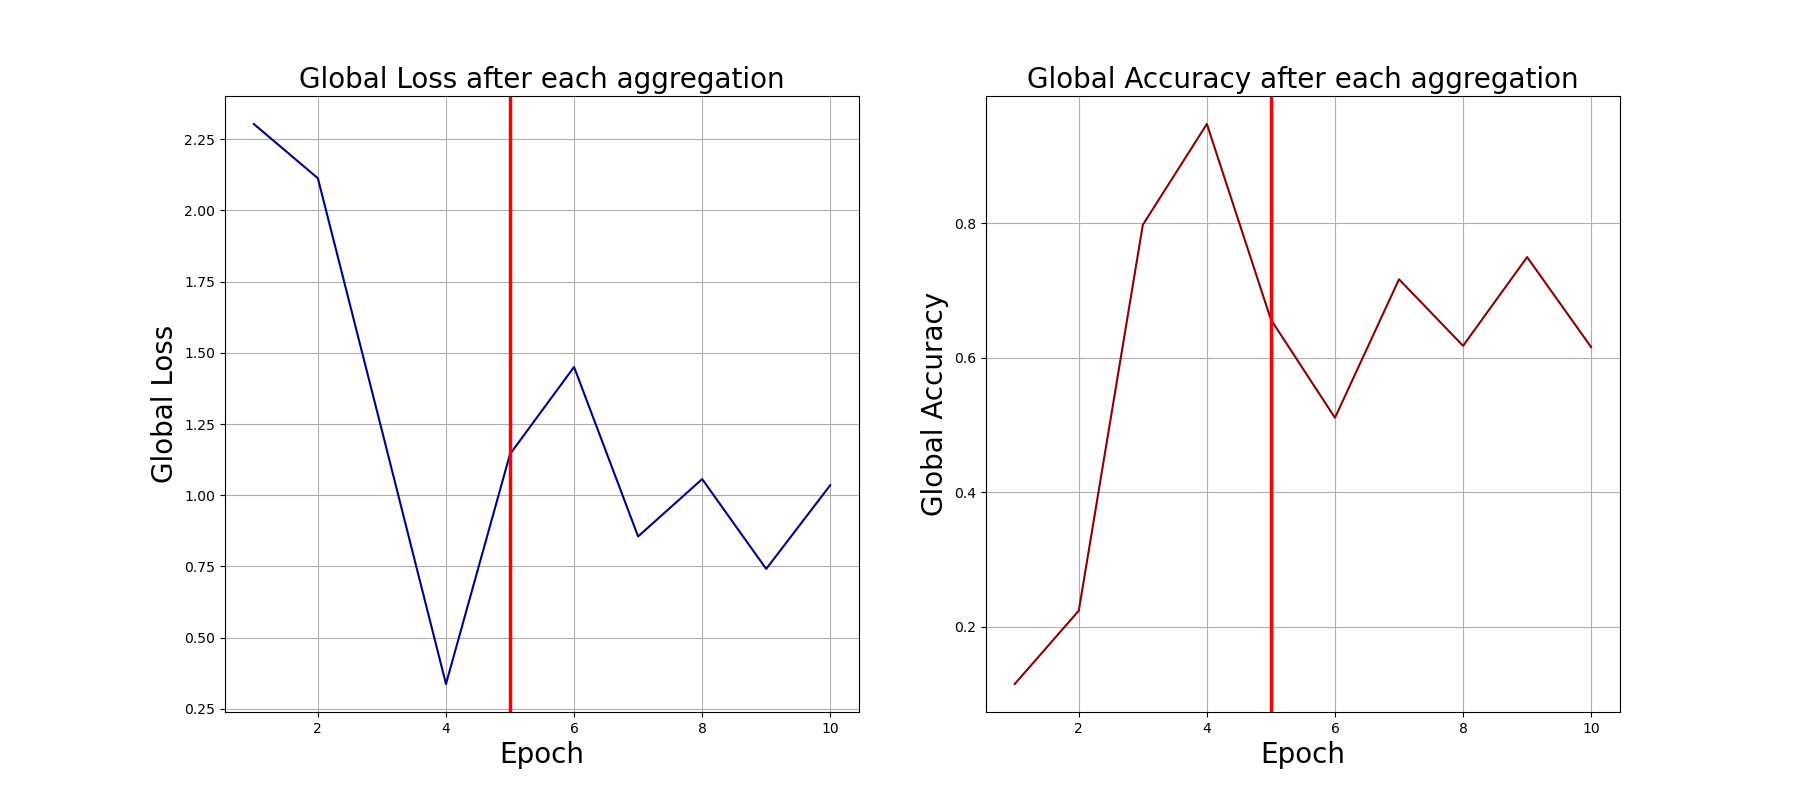 Global Loss after each aggregation
Global Loss
2.25
2.00
1.75
1.50
1.25
1.00
0.75
0.50
0.25
2 4 6 8 10
Epoch
Global Accuracy after each aggregation
Global Accuracy
0.8
0.6
0.4
0.2
2 4 6 8 10
Epoch